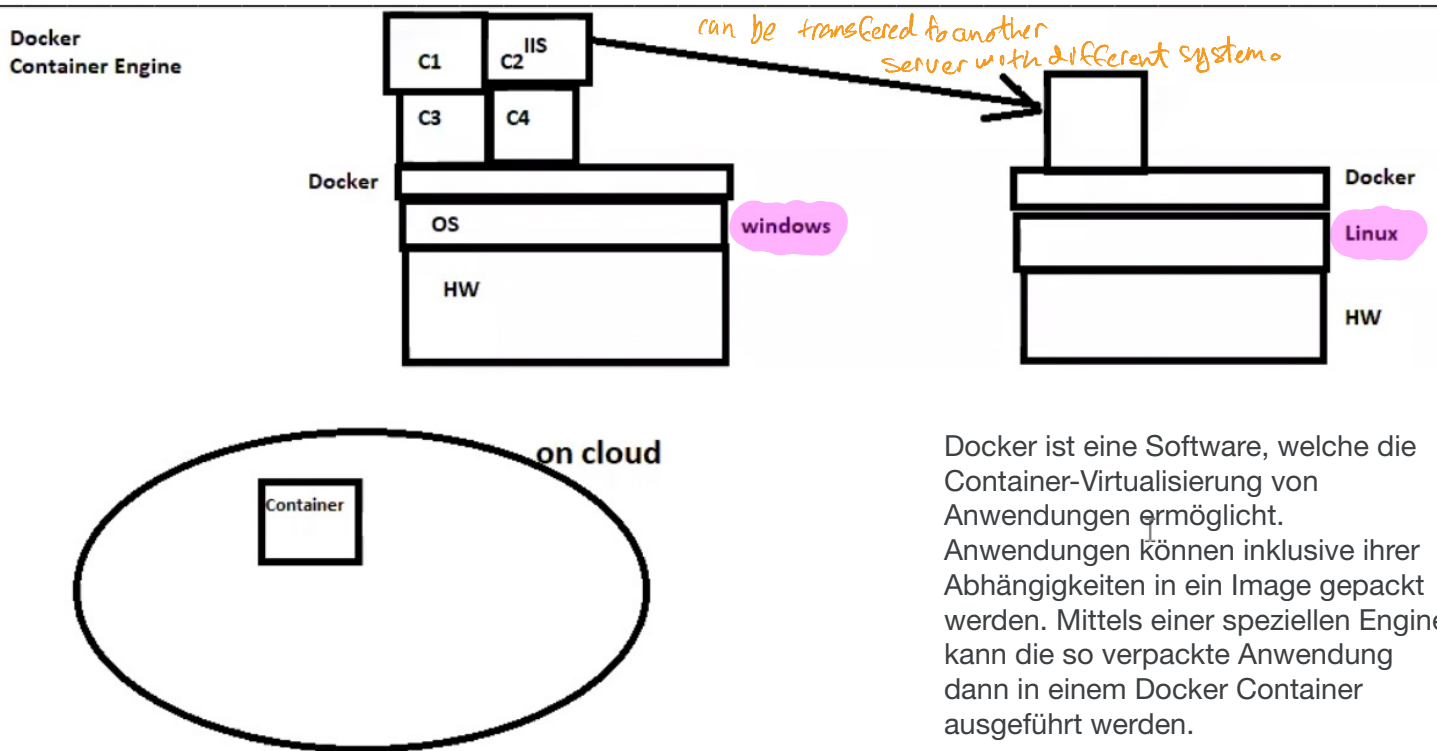 Docker
Container Engine
can be transfered to another
server with different system.
C1
C2
IIS
C3
C4
Docker
OS
windows
HW
Docker
Linux
HW
on cloud
Container
Docker ist eine Software, welche die
Container-Virtualisierung von
Anwendungen ermöglicht.
Anwendungen können inklusive ihrer
Abhängigkeiten in ein Image gepackt
werden. Mittels einer speziellen Engine
kann die so verpackte Anwendung
dann in einem Docker Container
ausgeführt werden.